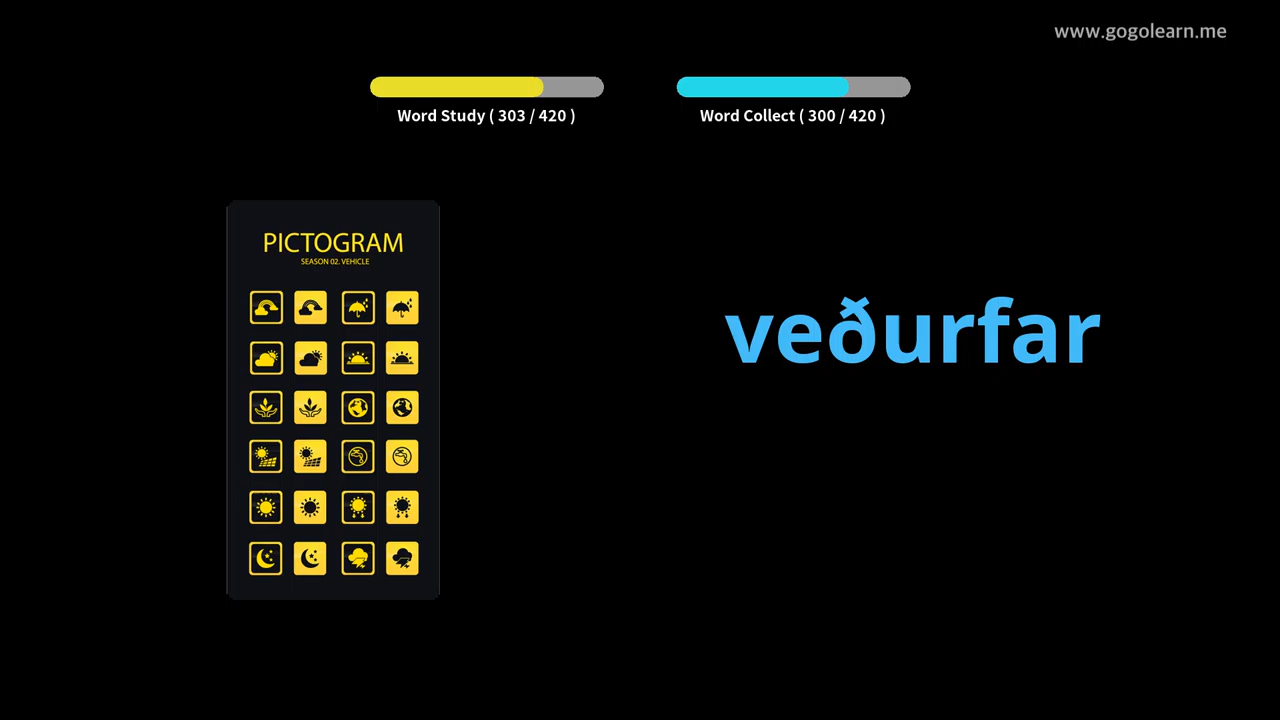 www.gogolearn.me
Word Study ( 303 / 420 )
Word Collect ( 300 / 420 )
PICTOGRAM
SEASON 02. VEHICLE
veðurfar